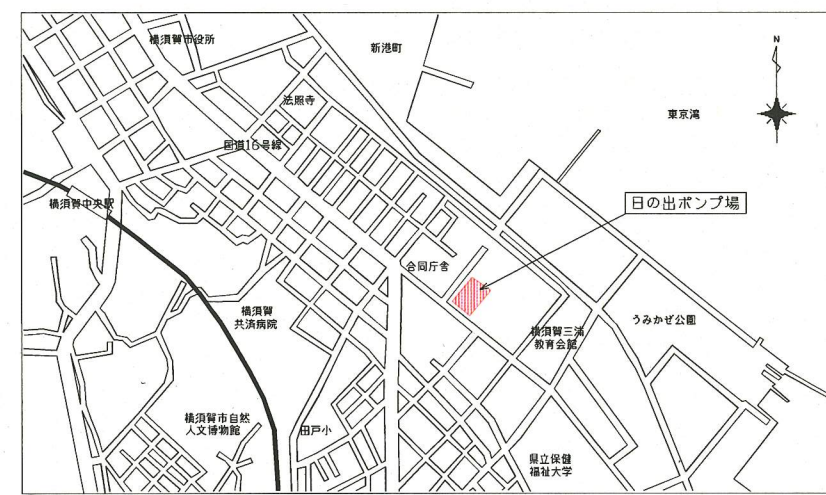 横須賀市役所
新港町
N
法照寺
東京湾
国道16号線
日の出ポンプ場
横須賀中央駅
合同庁舎
横須賀
共済病院
横須賀三浦
教育会館
うみかぜ公園
横須賀市自然
人文博物館
田戸小
県立保健
福祉大学